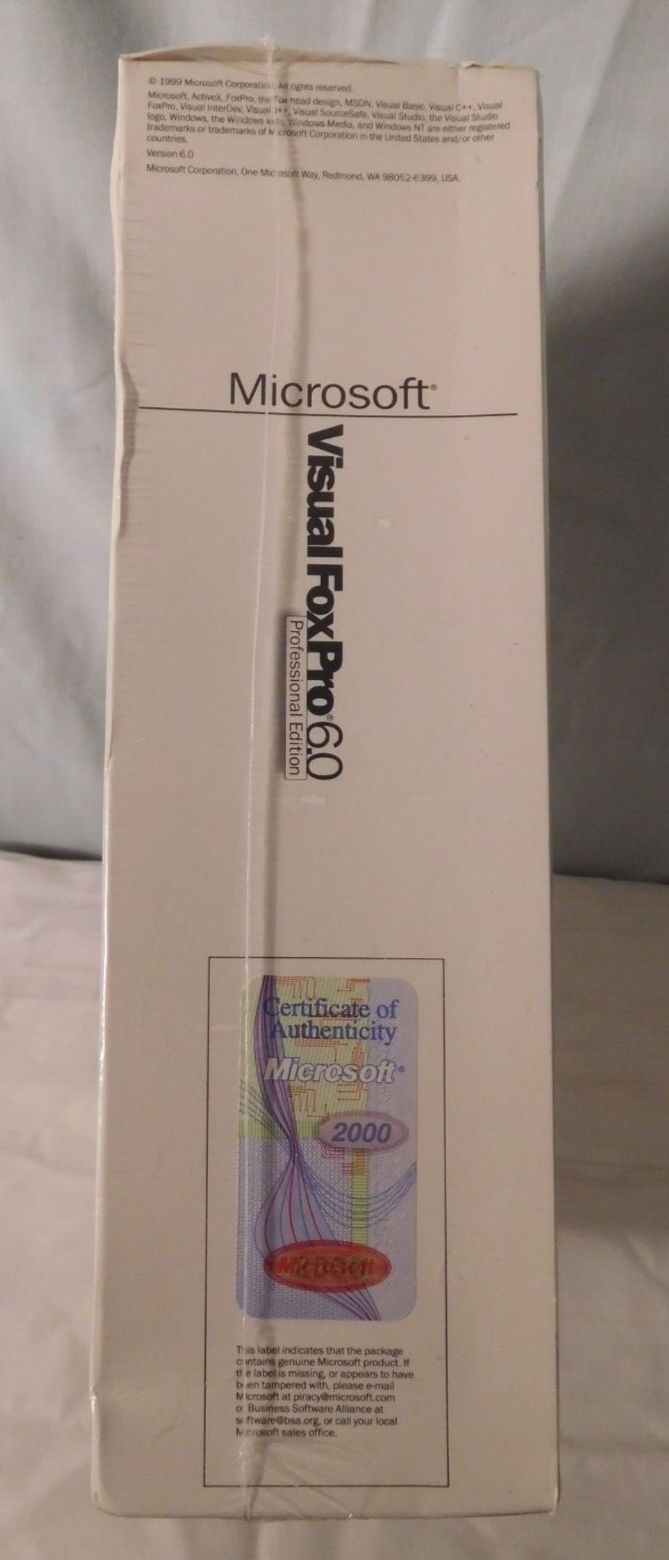 © 1999 Microsoft Corporation. All rights reserved.
Microsoft, ActiveX, FoxPro, the Fox head design, MSDN, Visual Basic, Visual C++, Visual
FoxPro, Visual InterDev, Visual J++, Visual SourceSafe, Visual Studio, the Visual Studio
logo, Windows, the Windows logo, Windows Media, and Windows NT are either registered
trademarks or trademarks of Microsoft Corporation in the United States and/or other
countries.
Version 6.0
Microsoft Corporation, One Microsoft Way, Redmond, WA 98052-6399, USA.
Microsoft®
Visual FoxPro® 6.0
Professional Edition
Certificate of
Authenticity
Microsoft®
2000
Microsoft
This label indicates that the package
contains genuine Microsoft product. If
the label is missing, or appears to have
been tampered with, please e-mail
Microsoft at piracy@microsoft.com
or Business Software Alliance at
software@bsa.org, or call your local
Microsoft sales office.